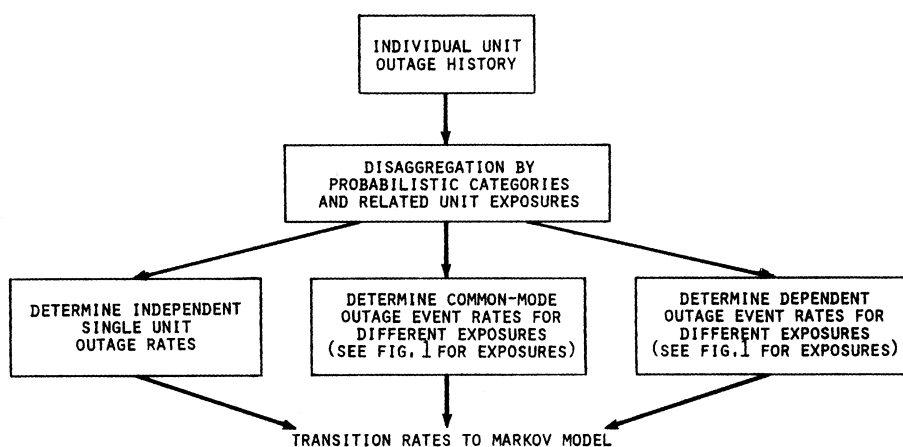 INDIVIDUAL UNIT
OUTAGE HISTORY
DISAGGREGATION BY
PROBABILISTIC CATEGORIES
AND RELATED UNIT EXPOSURES
DETERMINE INDEPENDENT
SINGLE UNIT
OUTAGE RATES
DETERMINE COMMON-MODE
OUTAGE EVENT RATES FOR
DIFFERENT EXPOSURES
(SEE FIG. 1 FOR EXPOSURES)
DETERMINE DEPENDENT
OUTAGE EVENT RATES FOR
DIFFERENT EXPOSURES
(SEE FIG. 1 FOR EXPOSURES)
TRANSITION RATES TO MARKOV MODEL